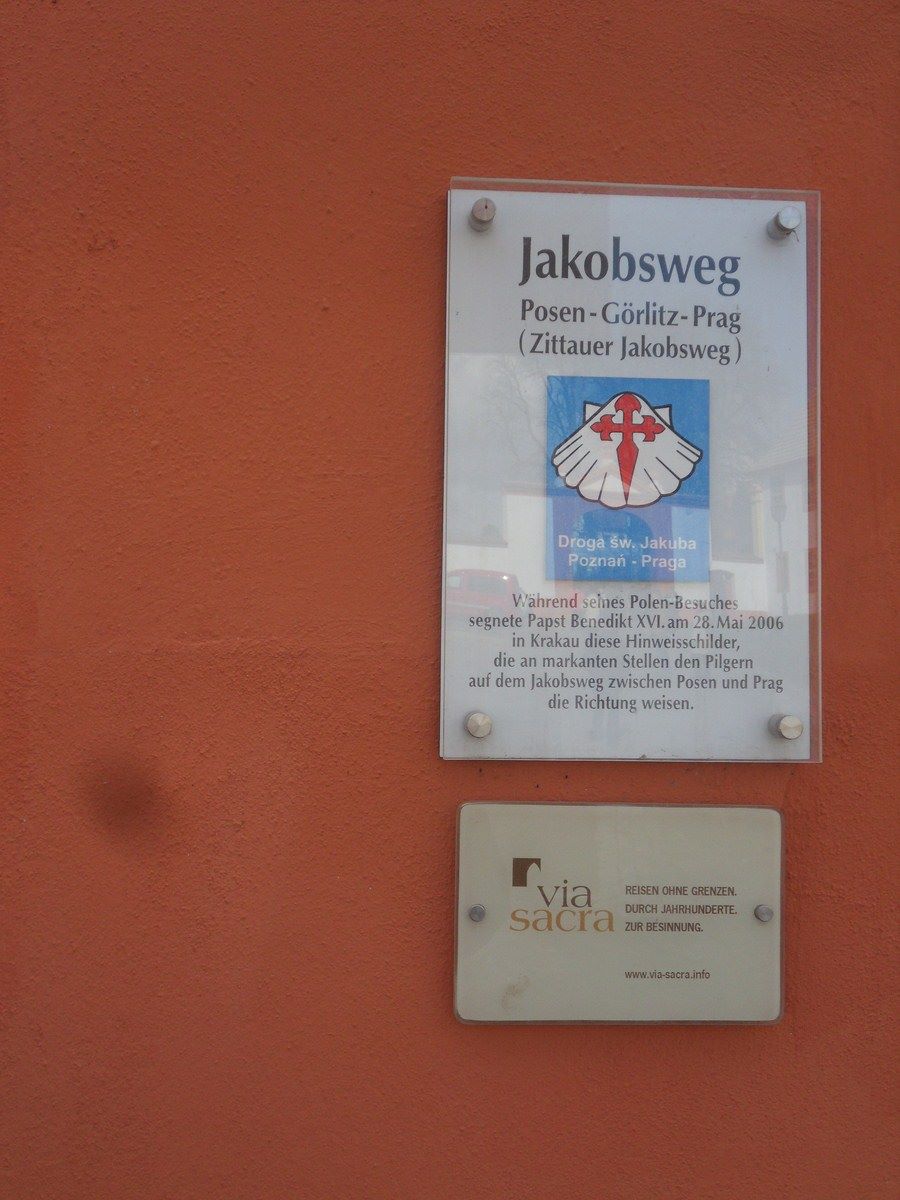 Jakobsweg
Posen-Görlitz-Prag
(Zittauer Jakobsweg)
Droga św. Jakuba
Poznań - Praga
Während seines Polen-Besuches
segnete Papst Benedikt XVI. am 28. Mai 2006
in Krakau diese Hinweisschilder,
die an markanten Stellen den Pilgern
auf dem Jakobsweg zwischen Posen und Prag
die Richtung weisen.
via
sacra
REISEN OHNE GRENZEN.
DURCH JAHRHUNDERTE.
ZUR BESINNUNG.
www.via-sacra.info